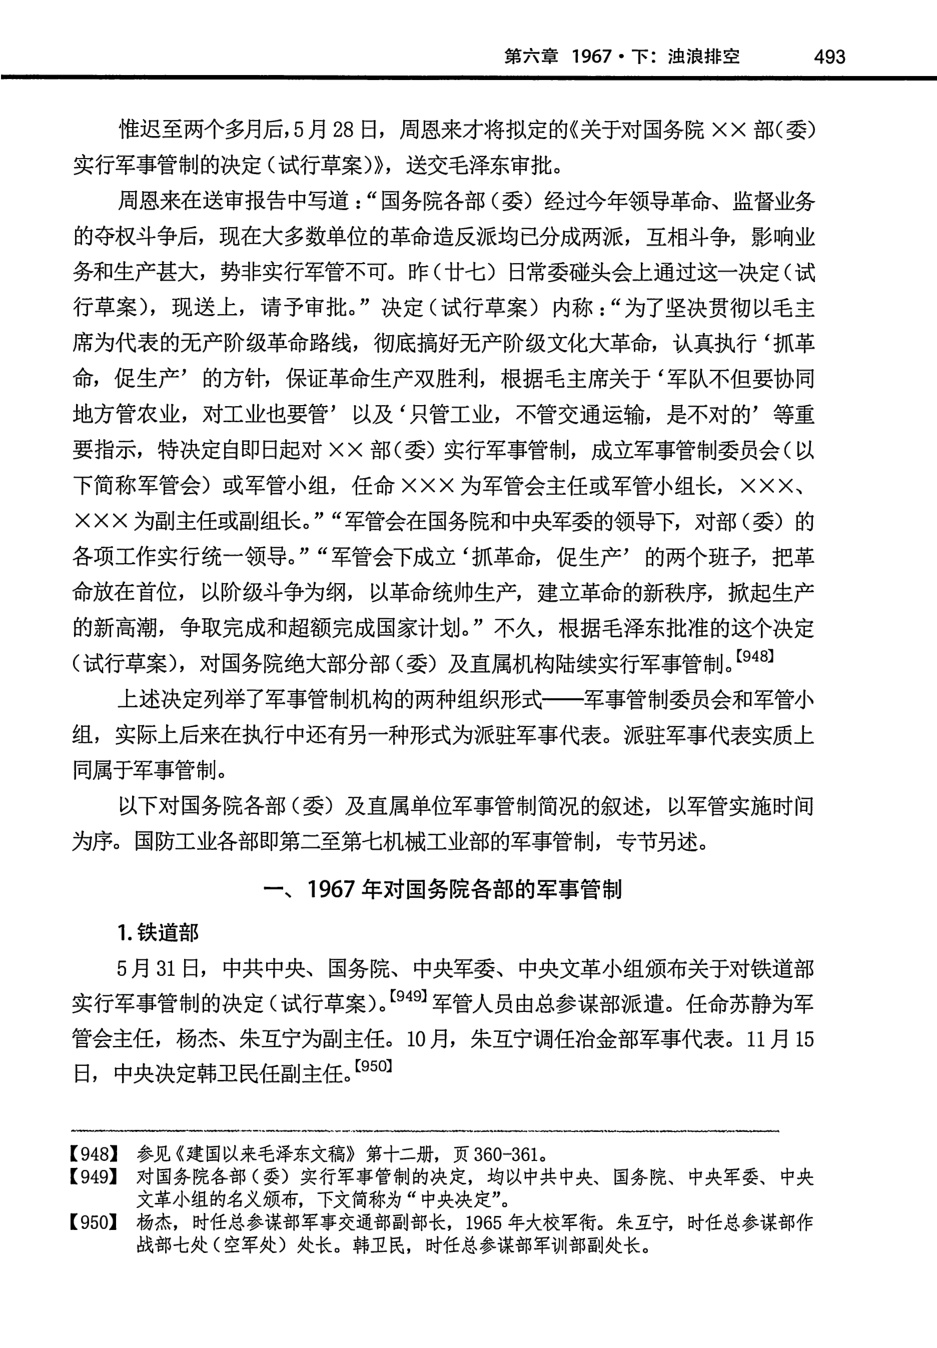 第六章 1967·下：浊浪排空 493
惟迟至两个多月后，5月28日，周恩来才将拟定的《关于对国务院××部（委）
实行军事管制的决定（试行草案）》，送交毛泽东审批。
周恩来在送审报告中写道：“国务院各部（委）经过今年领导革命、监督业务
的夺权斗争后，现在大多数单位的革命造反派均已分成两派，互相斗争，影响业
务和生产甚大，势非实行军管不可。昨（廿七）日常委碰头会上通过这一决定（试
行草案），现送上，请予审批。”决定（试行草案）内称：“为了坚决贯彻以毛主
席为代表的无产阶级革命路线，彻底搞好无产阶级文化大革命，认真执行‘抓革
命，促生产’的方针，保证革命生产双胜利，根据毛主席关于‘军队不但要协同
地方管农业，对工业也要管’以及‘只管工业，不管交通运输，是不对的’等重
要指示，特决定自即日起对××部（委）实行军事管制，成立军事管制委员会（以
下简称军管会）或军管小组，任命×××为军管会主任或军管小组长，×××、
×××为副主任或副组长。”“军管会在国务院和中央军委的领导下，对部（委）的
各项工作实行统一领导。”“军管会下成立‘抓革命，促生产’的两个班子，把革
命放在首位，以阶级斗争为纲，以革命统帅生产，建立革命的新秩序，掀起生产
的新高潮，争取完成和超额完成国家计划。”不久，根据毛泽东批准的这个决定
（试行草案），对国务院绝大部分部（委）及直属机构陆续实行军事管制。【948】
上述决定列举了军事管制机构的两种组织形式——军事管制委员会和军管小
组，实际上后来在执行中还有另一种形式为派驻军事代表。派驻军事代表实质上
同属于军事管制。
以下对国务院各部（委）及直属单位军事管制简况的叙述，以军管实施时间
为序。国防工业各部即第二至第七机械工业部的军事管制，专节另述。
一、1967年对国务院各部的军事管制
1.铁道部
5月31日，中共中央、国务院、中央军委、中央文革小组颁布关于对铁道部
实行军事管制的决定（试行草案）。【949】军管人员由总参谋部派遣。任命苏静为军
管会主任，杨杰、朱互宁为副主任。10月，朱互宁调任冶金部军事代表。11月15
日，中央决定韩卫民任副主任。【950】
【948】 参见《建国以来毛泽东文稿》第十二册，页360-361。
【949】 对国务院各部（委）实行军事管制的决定，均以中共中央、国务院、中央军委、中央
文革小组的名义颁布，下文简称为“中央决定”。
【950】 杨杰，时任总参谋部军事交通部副部长，1965年大校军衔。朱互宁，时任总参谋部作
战部七处（空军处）处长。韩卫民，时任总参谋部军训部副处长。